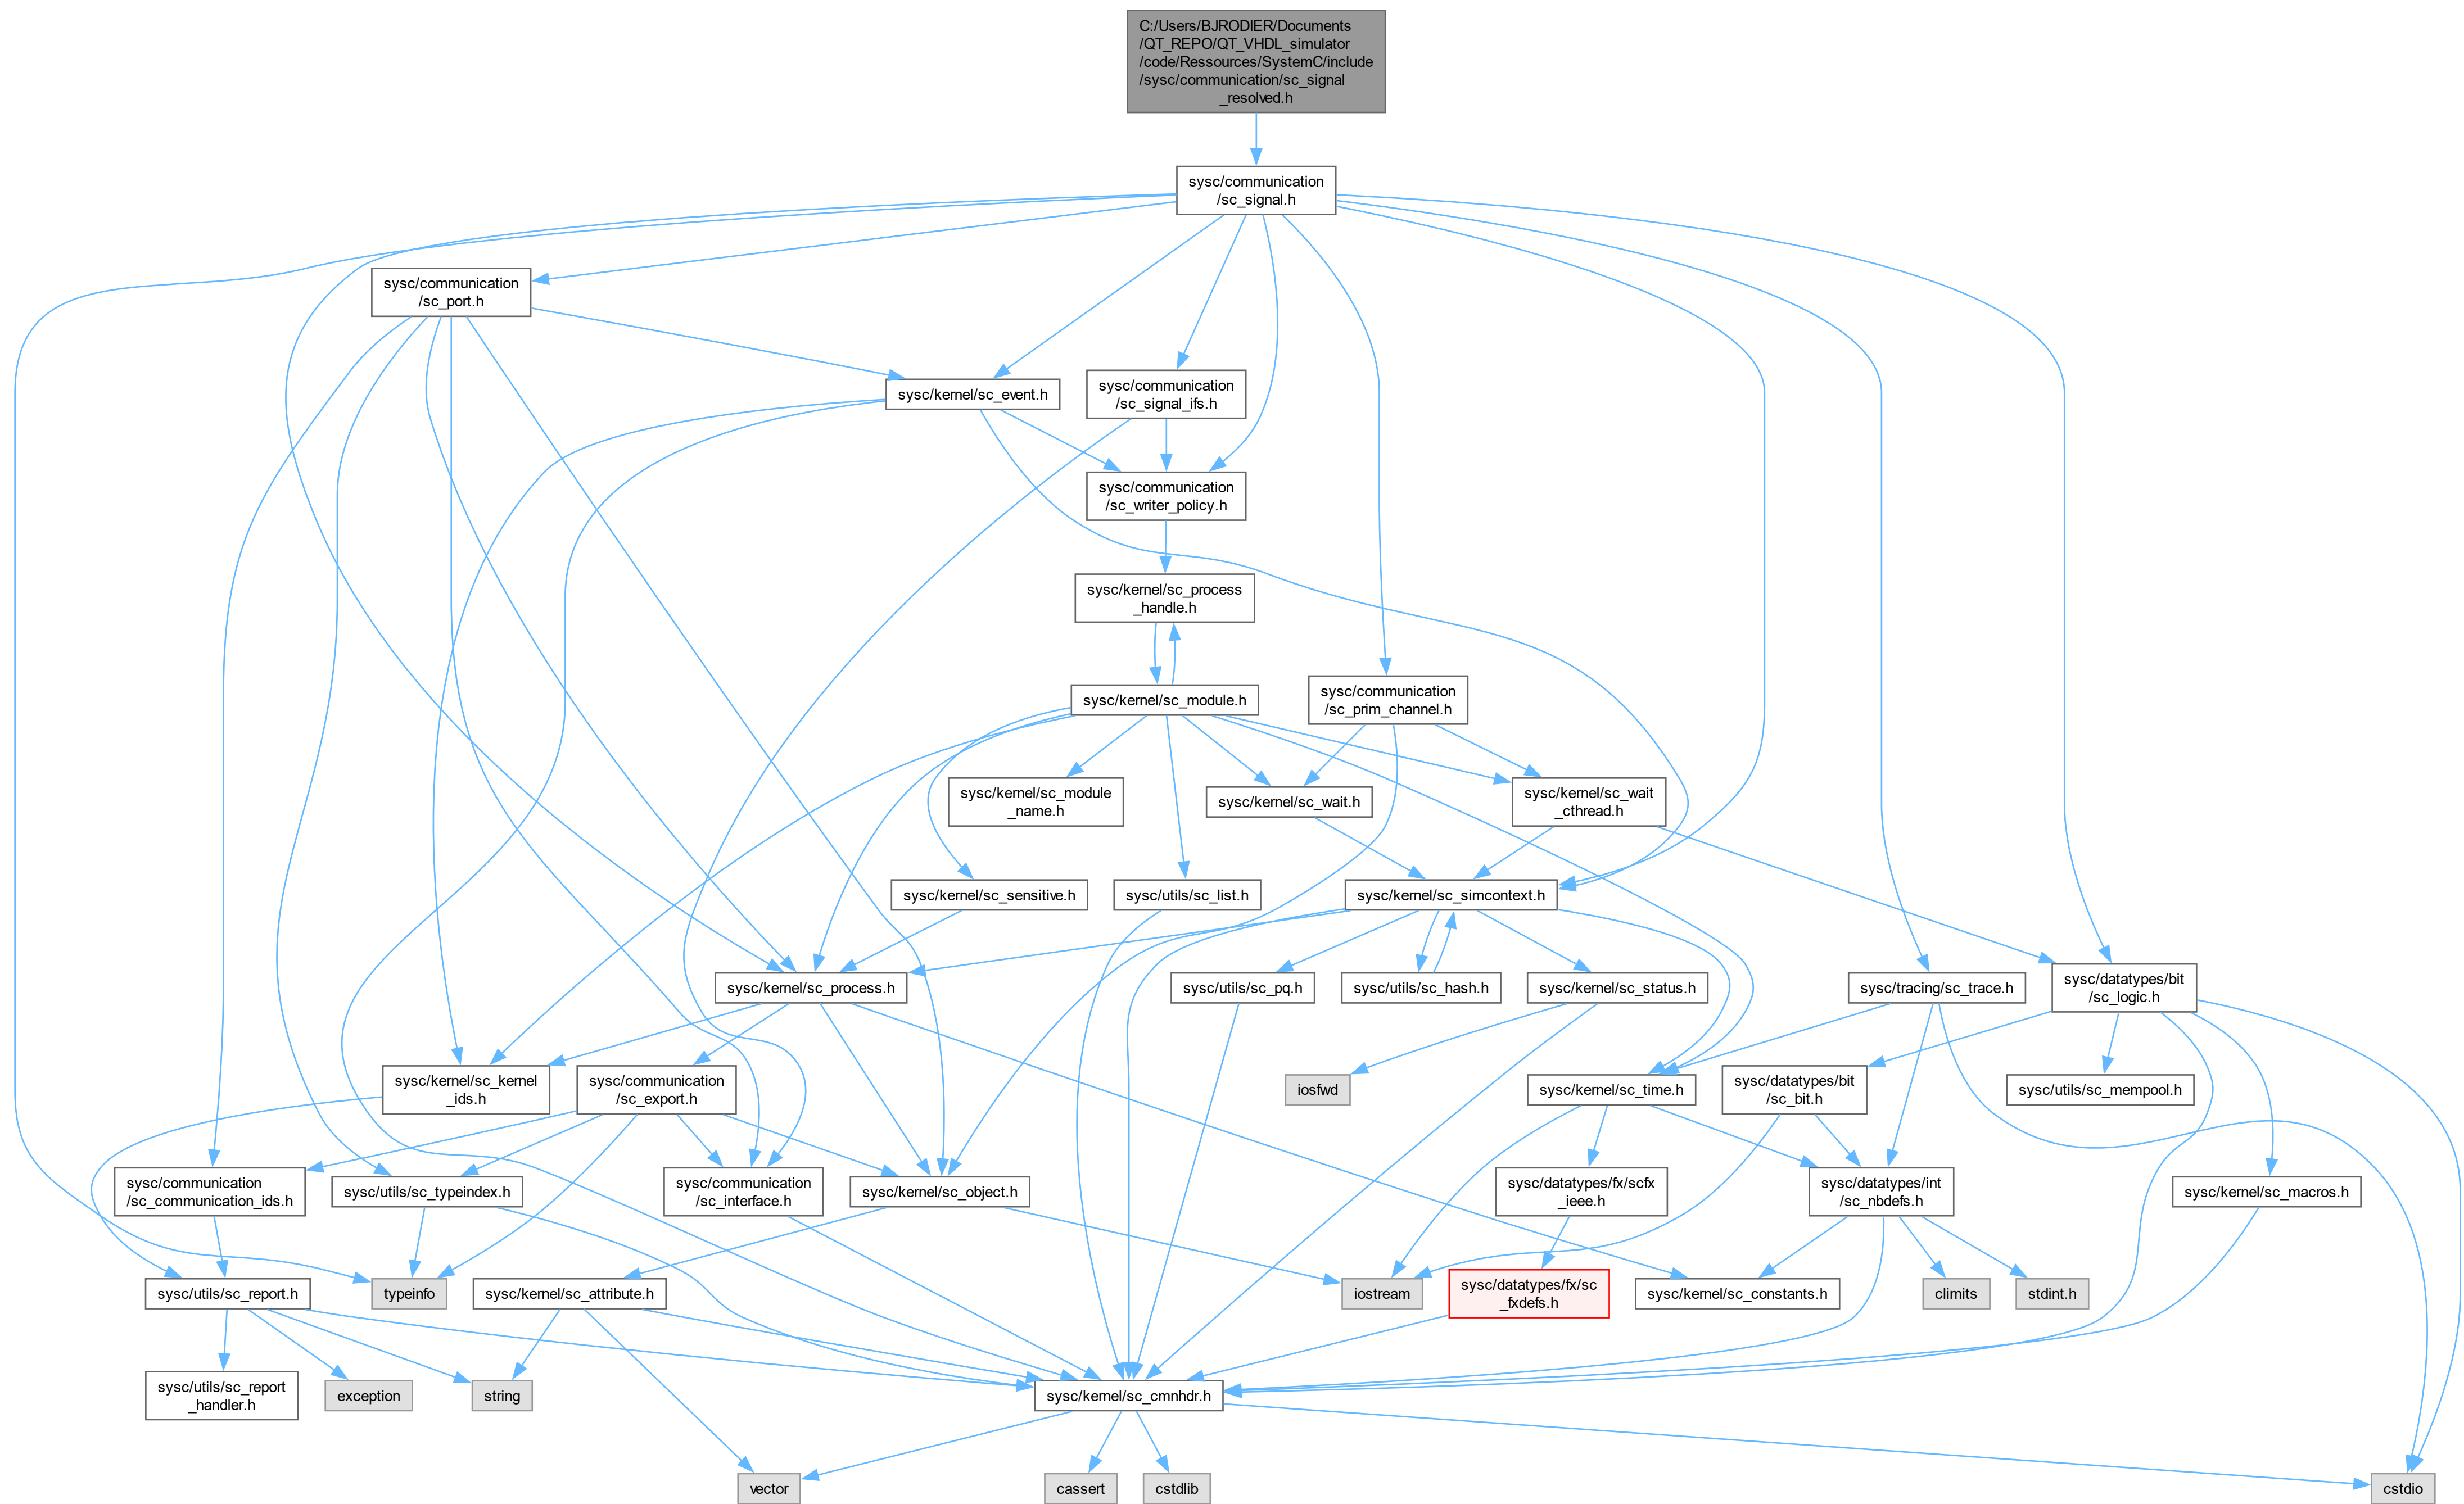 C:/Users/BJRODIER/Documents
/QT_REPO/QT_VHDL_simulator
/code/Ressources/SystemC/include
/sysc/communication/sc_signal
_resolved.h
sysc/communication
/sc_signal.h
sysc/communication
/sc_port.h
sysc/kernel/sc_event.h
sysc/communication
/sc_signal_ifs.h
sysc/communication
/sc_writer_policy.h
sysc/kernel/sc_process
_handle.h
sysc/kernel/sc_module.h
sysc/communication
/sc_prim_channel.h
sysc/kernel/sc_module
_name.h
sysc/kernel/sc_wait.h
sysc/kernel/sc_wait
_cthread.h
sysc/kernel/sc_sensitive.h
sysc/utils/sc_list.h
sysc/kernel/sc_simcontext.h
sysc/kernel/sc_process.h
sysc/utils/sc_pq.h
sysc/utils/sc_hash.h
sysc/kernel/sc_status.h
sysc/tracing/sc_trace.h
sysc/datatypes/bit
/sc_logic.h
sysc/kernel/sc_kernel
_ids.h
sysc/communication
/sc_export.h
iosfwd
sysc/kernel/sc_time.h
sysc/datatypes/bit
/sc_bit.h
sysc/utils/sc_mempool.h
sysc/communication
/sc_communication_ids.h
sysc/utils/sc_typeindex.h
sysc/communication
/sc_interface.h
sysc/kernel/sc_object.h
sysc/datatypes/fx/scfx
_ieee.h
sysc/datatypes/int
/sc_nbdefs.h
sysc/kernel/sc_macros.h
sysc/utils/sc_report.h
typeinfo
sysc/kernel/sc_attribute.h
iostream
sysc/datatypes/fx/sc
_fxdefs.h
sysc/kernel/sc_constants.h
climits
stdint.h
sysc/utils/sc_report
_handler.h
exception
string
sysc/kernel/sc_cmnhdr.h
vector
cassert
cstdlib
cstdio